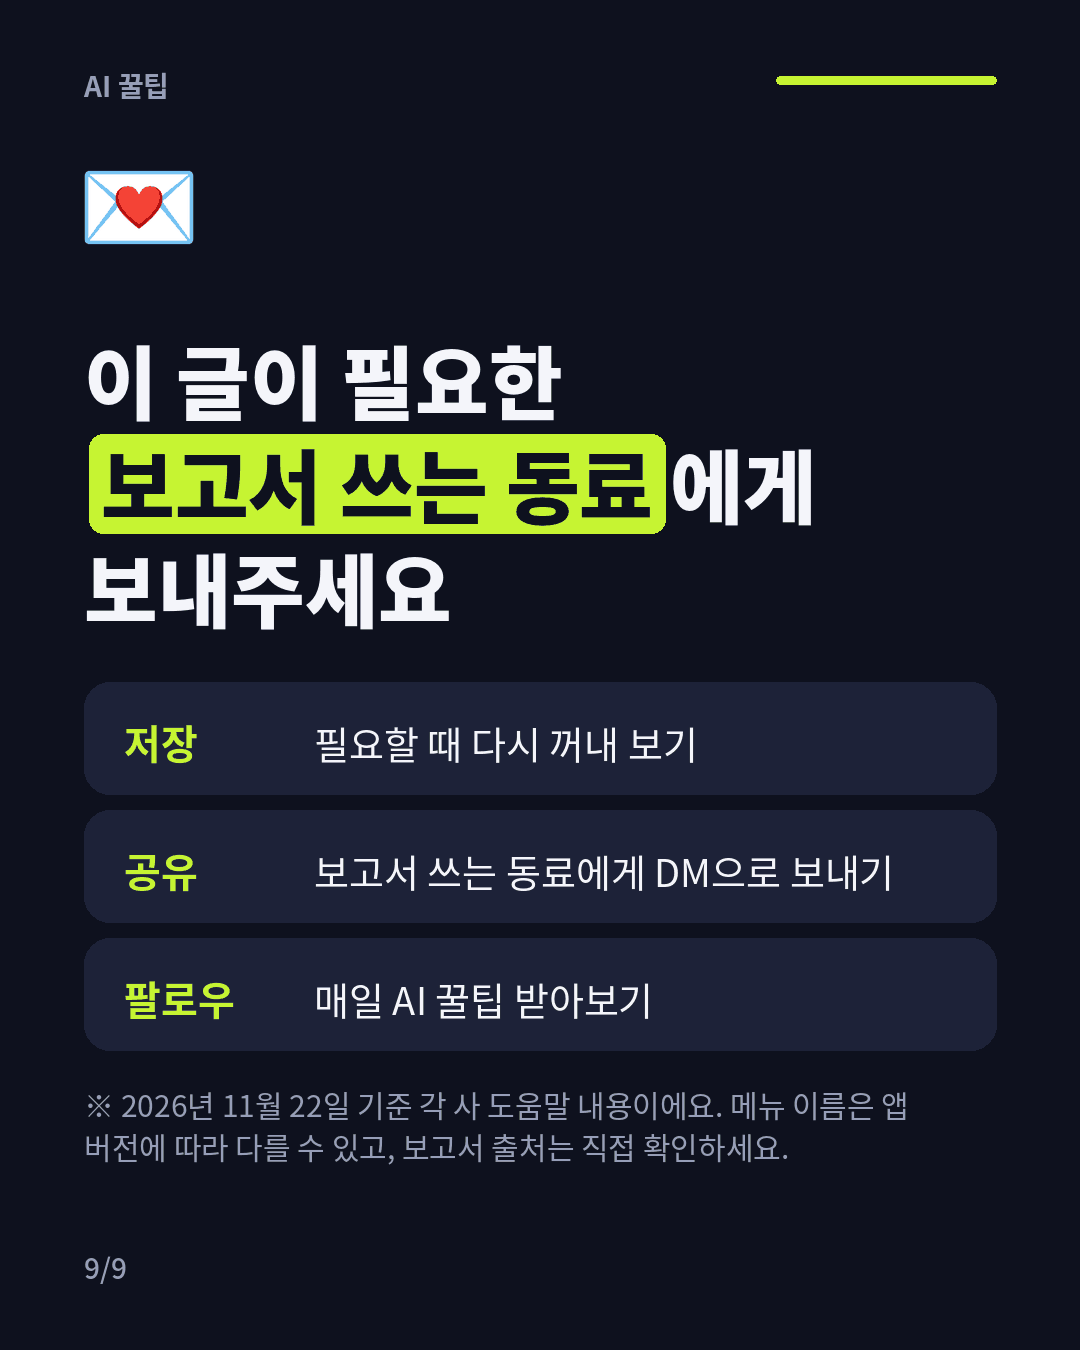 AI 꿀팁
이 글이 필요한
보고서 쓰는 동료에게
보내주세요
저장 필요할 때 다시 꺼내 보기
공유 보고서 쓰는 동료에게 DM으로 보내기
팔로우 매일 AI 꿀팁 받아보기
※ 2026년 11월 22일 기준 각 사 도움말 내용이에요. 메뉴 이름은 앱
버전에 따라 다를 수 있고, 보고서 출처는 직접 확인하세요.
9/9